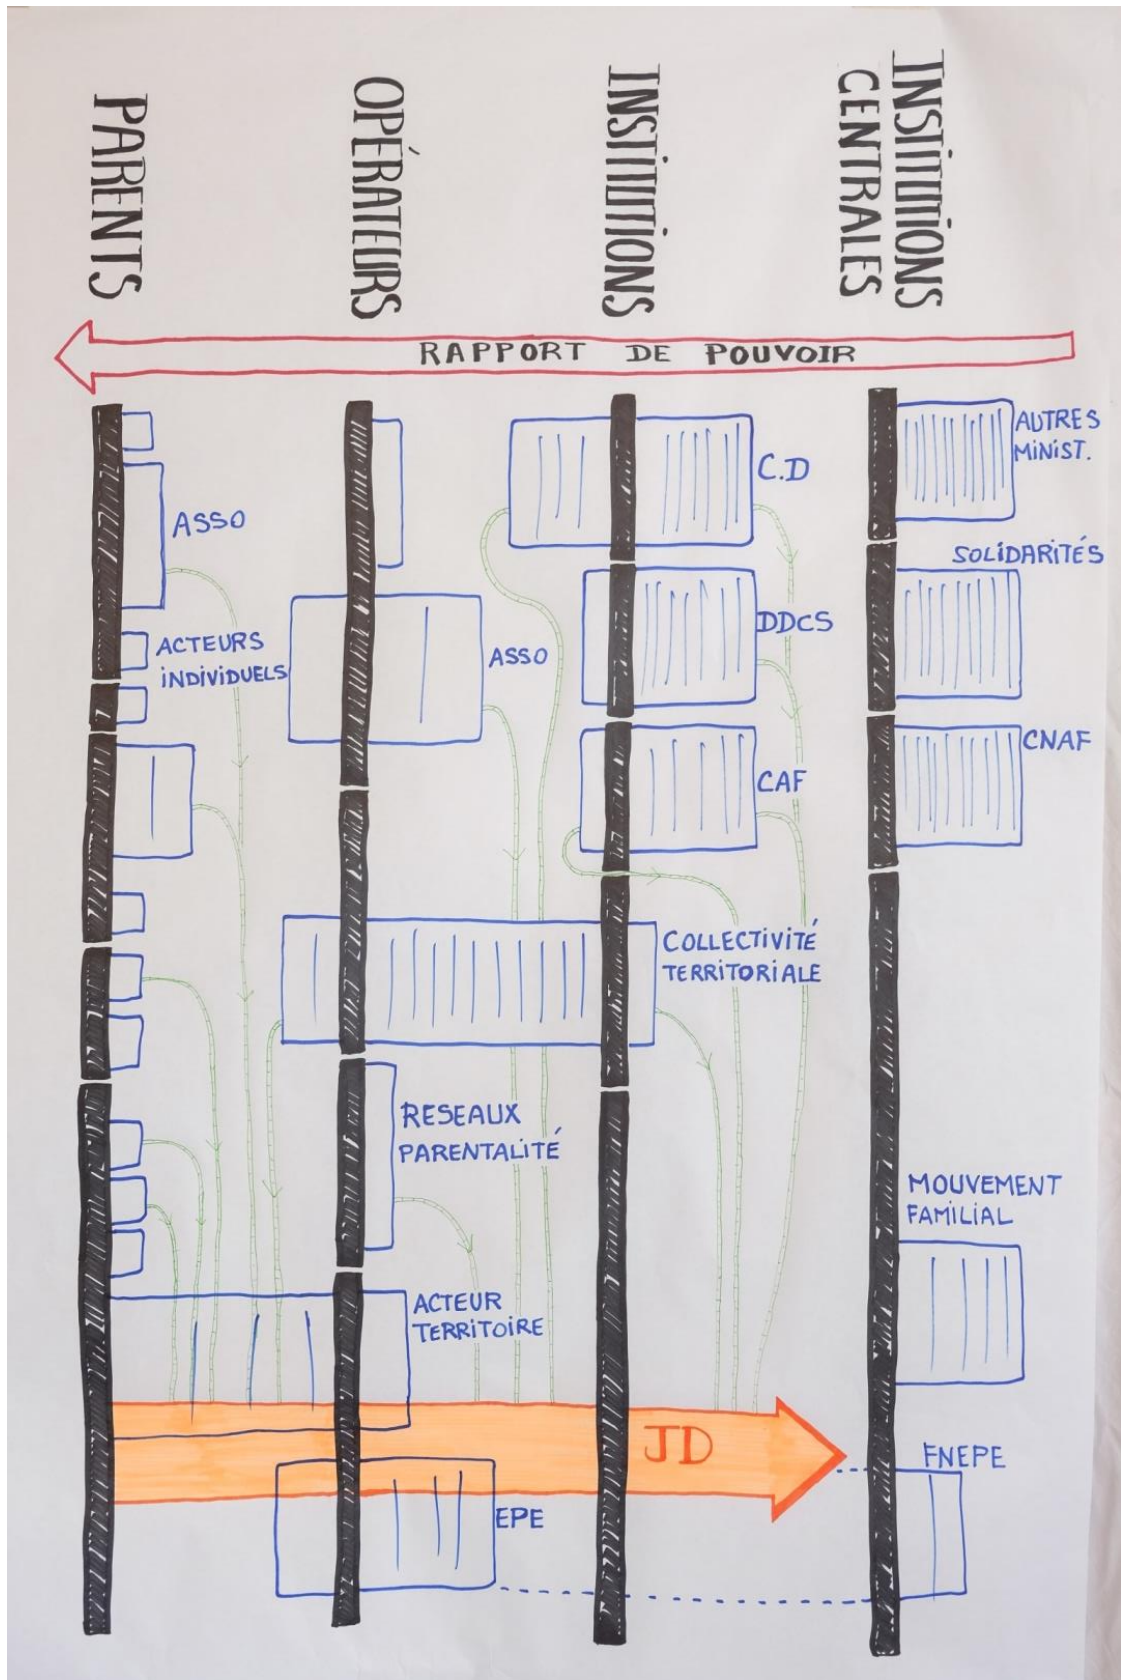 PARENTS
OPÉRATEURS
INSTITUTIONS
INSTITUTIONS
CENTRALES
RAPPORT DE POUVOIR
AUTRES
MINIST.
C.D
ASSO
SOLIDARITÉS
DDCS
ACTEURS
INDIVIDUELS
ASSO
CNAF
CAF
COLLECTIVITÉ
TERRITORIALE
RESEAUX
PARENTALITÉ
MOUVEMENT
FAMILIAL
ACTEUR
TERRITOIRE
JD
FNEPE
EPE